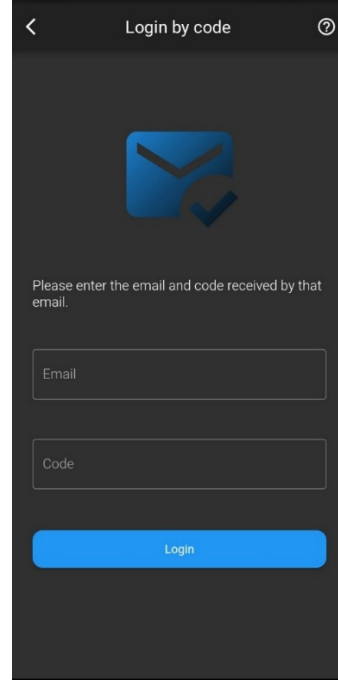 Login by code
Please enter the email and code received by that
email.
Email
Code
Login